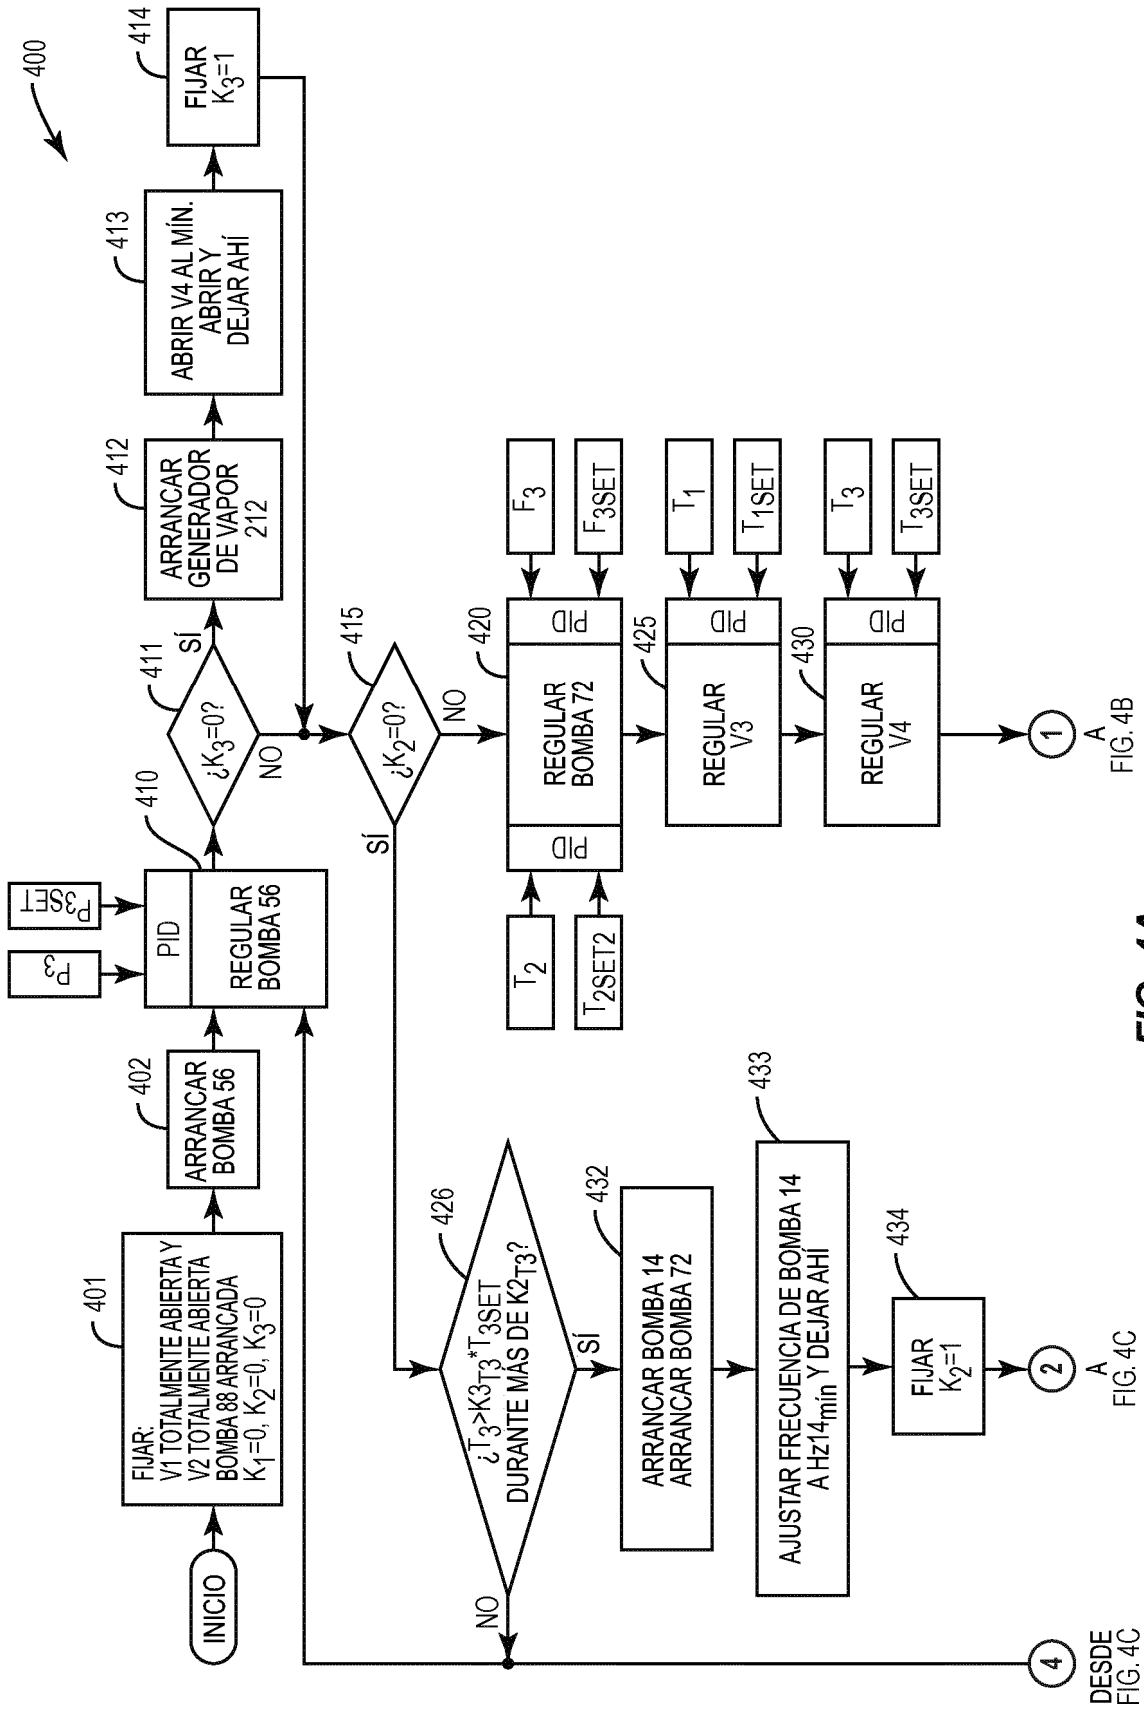 400
INICIO
401
FIJAR:
V1 TOTALMENTE ABIERTA Y
V2 TOTALMENTE ABIERTA
BOMBA 88 ARRANCADA
K1=0, K2=0, K3=0
402
ARRANCAR
BOMBA 56
P3
P3SET
410
PID
REGULAR
BOMBA 56
411
¿K3=0?
SÍ
NO
412
ARRANCAR
GENERADOR
DE VAPOR
212
413
ABRIR V4 AL MÍN.
ABRIR Y
DEJAR AHÍ
414
FIJAR
K3=1
415
¿K2=0?
SÍ
NO
420
T2
T2SET2
PID
REGULAR
BOMBA 72
PID
F3
F3SET
425
REGULAR
V3
PID
T1
T1SET
430
REGULAR
V4
PID
T3
T3SET
1
A
FIG. 4B
426
¿T3>K3T3*T3SET
DURANTE MÁS DE K2T3?
NO
SÍ
432
ARRANCAR BOMBA 14
ARRANCAR BOMBA 72
433
AJUSTAR FRECUENCIA DE BOMBA 14
A Hz14mín Y DEJAR AHÍ
434
FIJAR
K2=1
2
A
FIG. 4C
4
DESDE
FIG. 4C
FIG. 4A